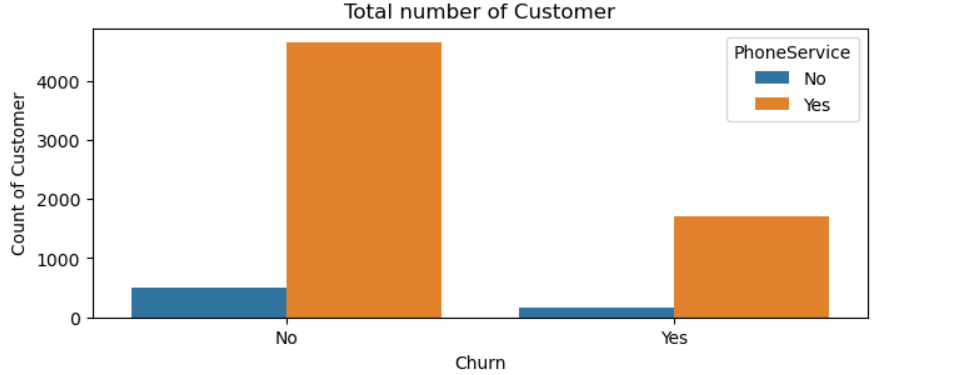 Total number of Customer
PhoneService
No
Yes
Count of Customer
4000
3000
2000
1000
0
No
Yes
Churn